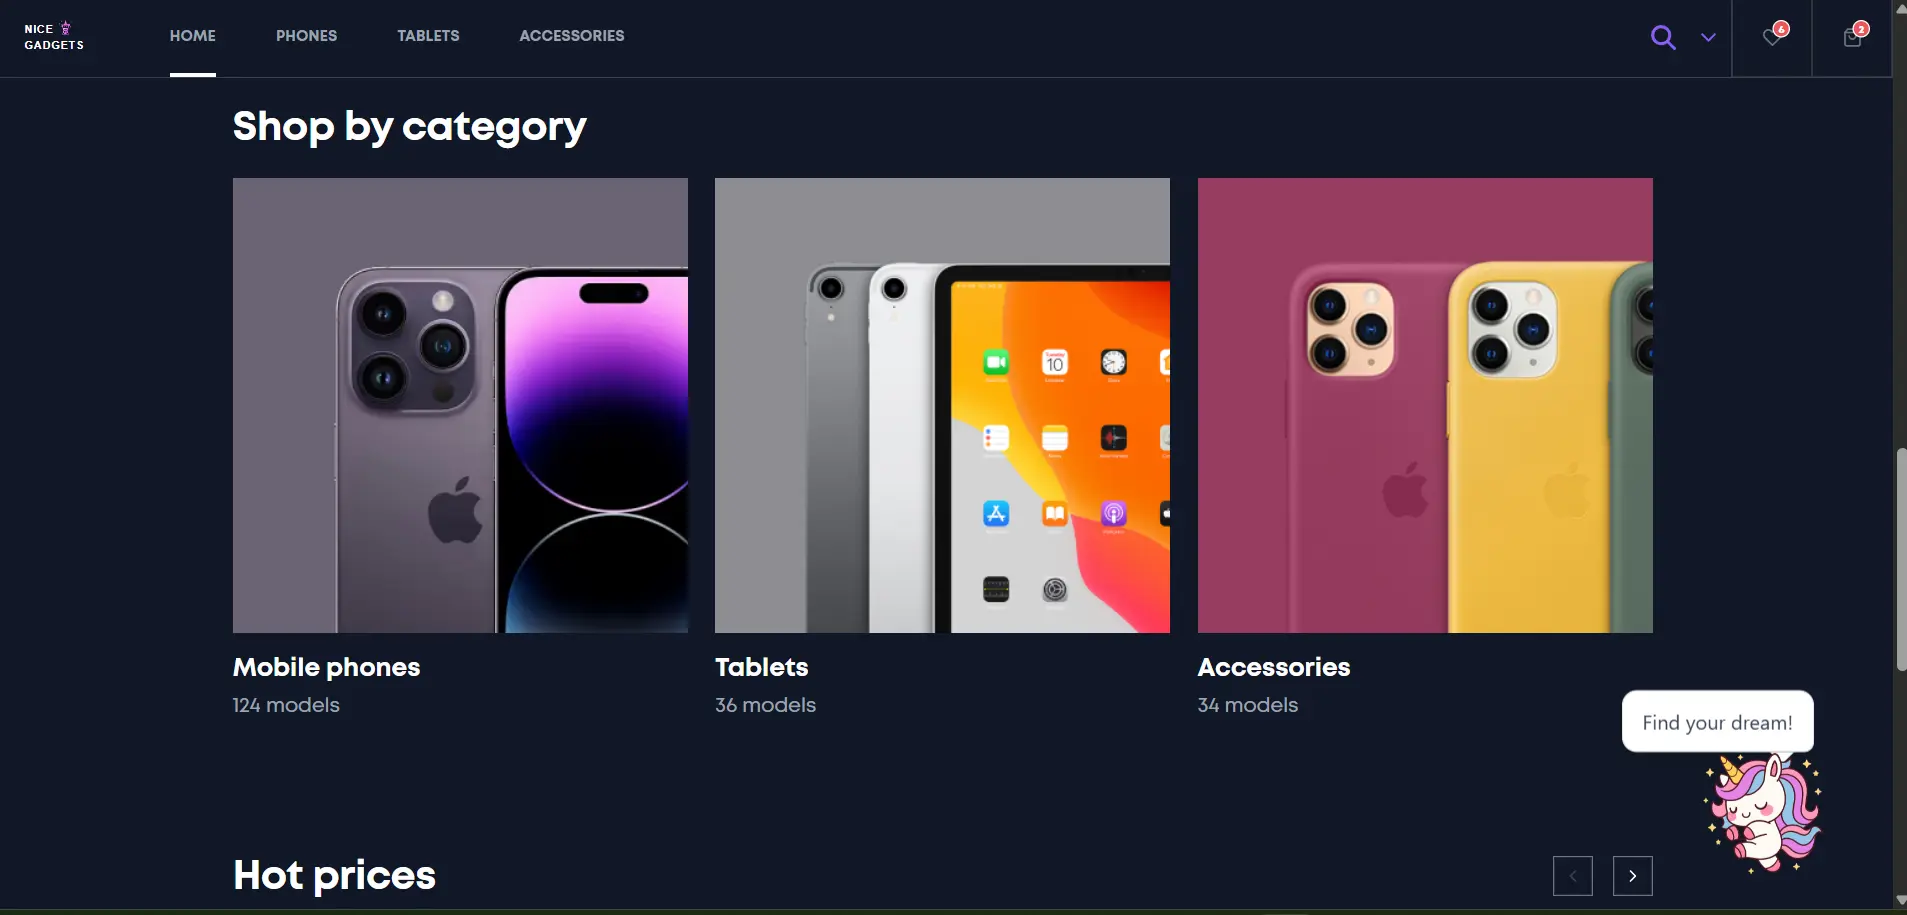 NICE
GADGETS
HOME
PHONES
TABLETS
ACCESSORIES
6
2
Shop by category
10
Mobile phones
124 models
Tablets
36 models
Accessories
34 models
Find your dream!
Hot prices